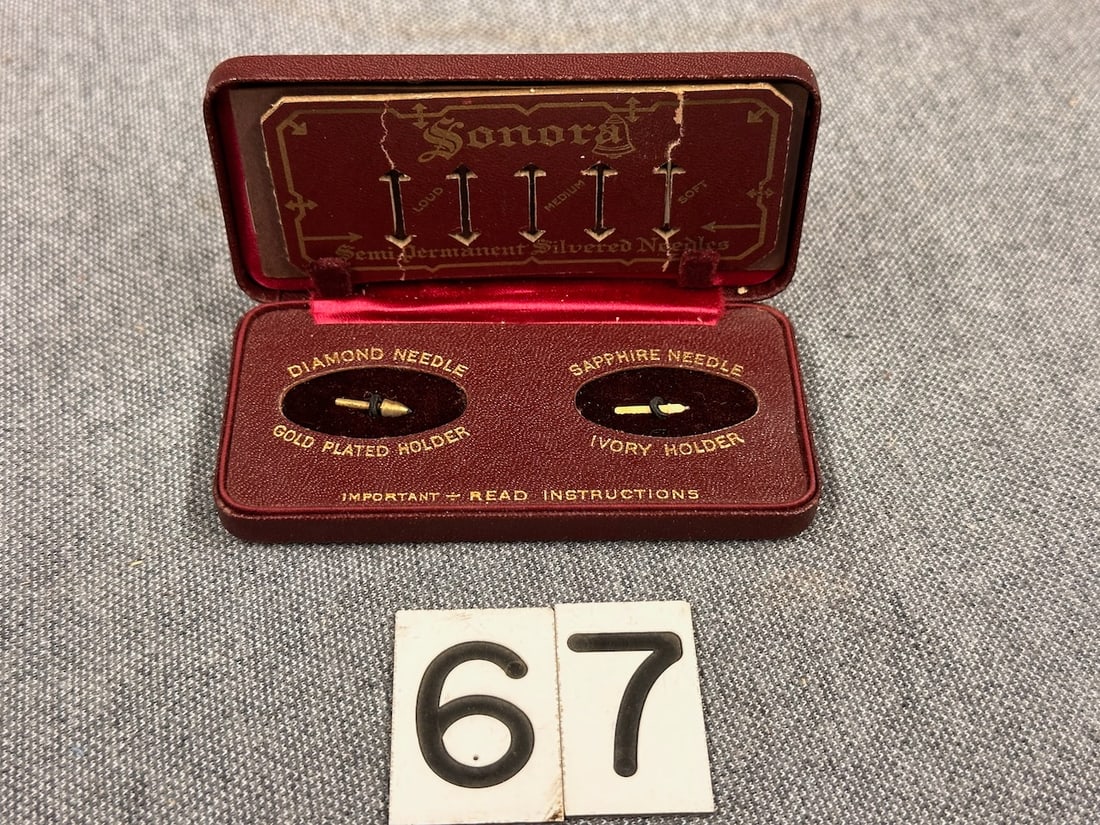 Sonora
LOUD MEDIUM SOFT
Semi Permanent Silvered Needles
DIAMOND NEEDLE
GOLD PLATED HOLDER
SAPPHIRE NEEDLE
IVORY HOLDER
IMPORTANT ÷ READ INSTRUCTIONS
67